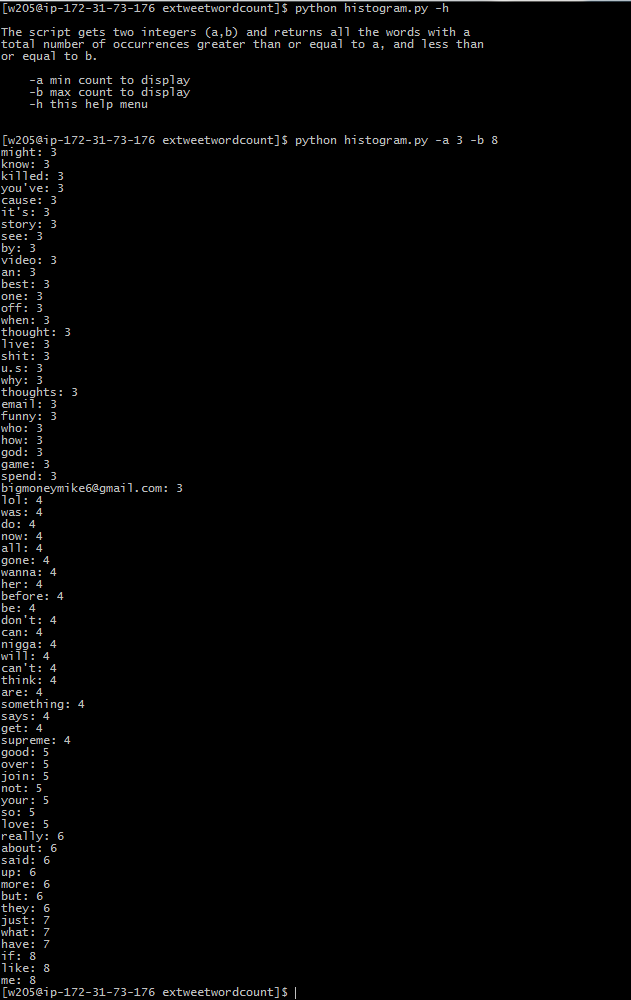 [w205@ip-172-31-73-176 extweetwordcount]$ python histogram.py -h
The script gets two integers (a,b) and returns all the words with a
total number of occurrences greater than or equal to a, and less than
or equal to b.
-a min count to display
-b max count to display
-h this help menu
[w205@ip-172-31-73-176 extweetwordcount]$ python histogram.py -a 3 -b 8
might: 3
know: 3
killed: 3
you've: 3
cause: 3
it's: 3
story: 3
see: 3
by: 3
video: 3
an: 3
best: 3
one: 3
off: 3
when: 3
thought: 3
live: 3
shit: 3
u.s: 3
why: 3
thoughts: 3
email: 3
funny: 3
who: 3
how: 3
god: 3
game: 3
spend: 3
bigmoneymike6@gmail.com: 3
lol: 4
was: 4
do: 4
now: 4
all: 4
gone: 4
wanna: 4
her: 4
before: 4
be: 4
don't: 4
can: 4
nigga: 4
will: 4
can't: 4
think: 4
are: 4
something: 4
says: 4
get: 4
supreme: 4
good: 5
over: 5
join: 5
not: 5
your: 5
so: 5
love: 5
really: 6
about: 6
said: 6
up: 6
more: 6
but: 6
they: 6
just: 7
what: 7
have: 7
if: 8
like: 8
me: 8
[w205@ip-172-31-73-176 extweetwordcount]$